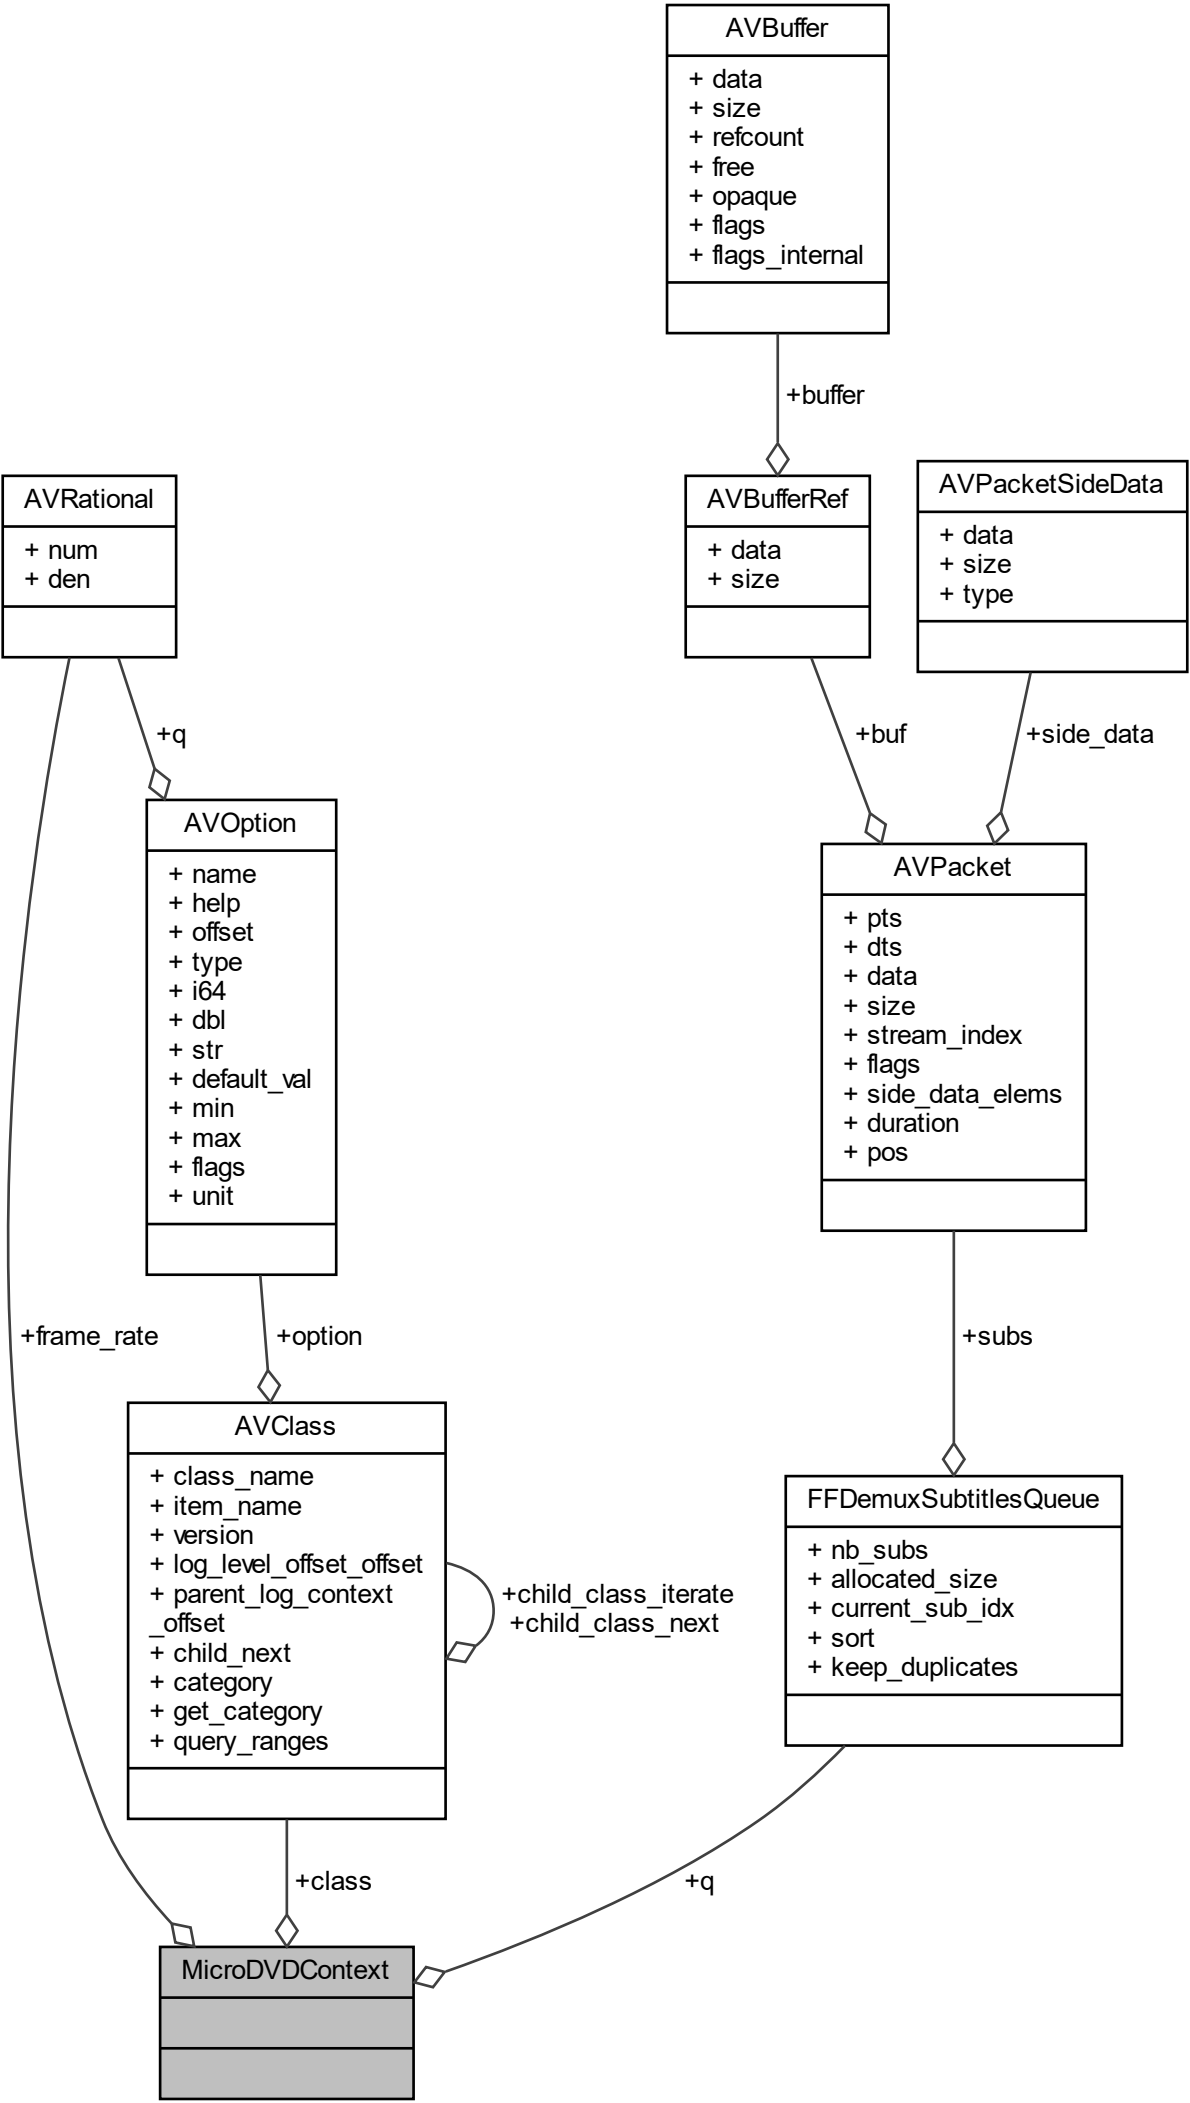 AVBuffer
+ data
+ size
+ refcount
+ free
+ opaque
+ flags
+ flags_internal
+buffer
AVRational
+ num
+ den
AVBufferRef
+ data
+ size
AVPacketSideData
+ data
+ size
+ type
+q
+buf
+side_data
AVOption
+ name
+ help
+ offset
+ type
+ i64
+ dbl
+ str
+ default_val
+ min
+ max
+ flags
+ unit
AVPacket
+ pts
+ dts
+ data
+ size
+ stream_index
+ flags
+ side_data_elems
+ duration
+ pos
+frame_rate
+option
+subs
AVClass
+ class_name
+ item_name
+ version
+ log_level_offset_offset
+ parent_log_context
_offset
+ child_next
+ category
+ get_category
+ query_ranges
+child_class_iterate
+child_class_next
FFDemuxSubtitlesQueue
+ nb_subs
+ allocated_size
+ current_sub_idx
+ sort
+ keep_duplicates
+class
+q
MicroDVDContext